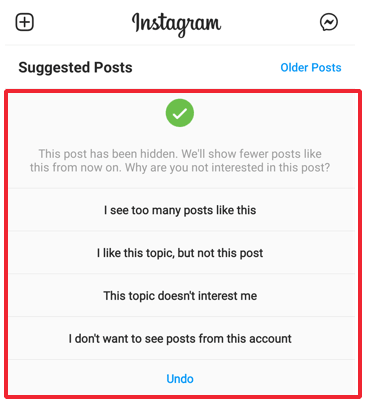 Instagram
Suggested Posts
Older Posts
This post has been hidden. We'll show fewer posts like
this from now on. Why are you not interested in this post?
I see too many posts like this
I like this topic, but not this post
This topic doesn't interest me
I don't want to see posts from this account
Undo